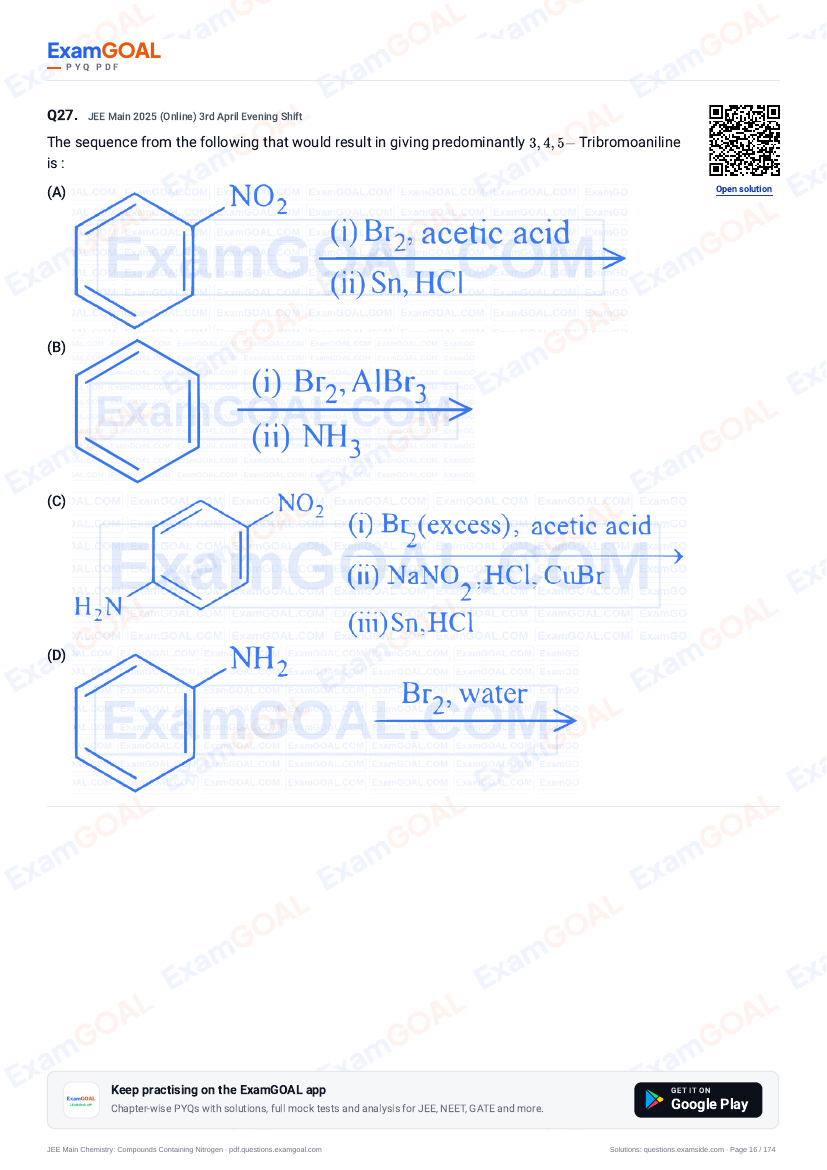 ExamGOAL
PYQ PDF
Q27. JEE Main 2025 (Online) 3rd April Evening Shift
The sequence from the following that would result in giving predominantly 3, 4, 5− Tribromoaniline
is :
Open solution
(A)
NO2
(i) Br2, acetic acid
(ii) Sn, HCl
(B)
(i) Br2, AlBr3
(ii) NH3
(C)
NO2
H2N
(i) Br2(excess), acetic acid
(ii) NaNO2, HCl, CuBr
(iii) Sn, HCl
(D)
NH2
Br2, water
ExamGOAL
Keep practising on the ExamGOAL app
Chapter-wise PYQs with solutions, full mock tests and analysis for JEE, NEET, GATE and more.
GET IT ON
Google Play
JEE Main Chemistry: Compounds Containing Nitrogen · pdf.questions.examgoal.com
Solutions: questions.examside.com · Page 16 / 174